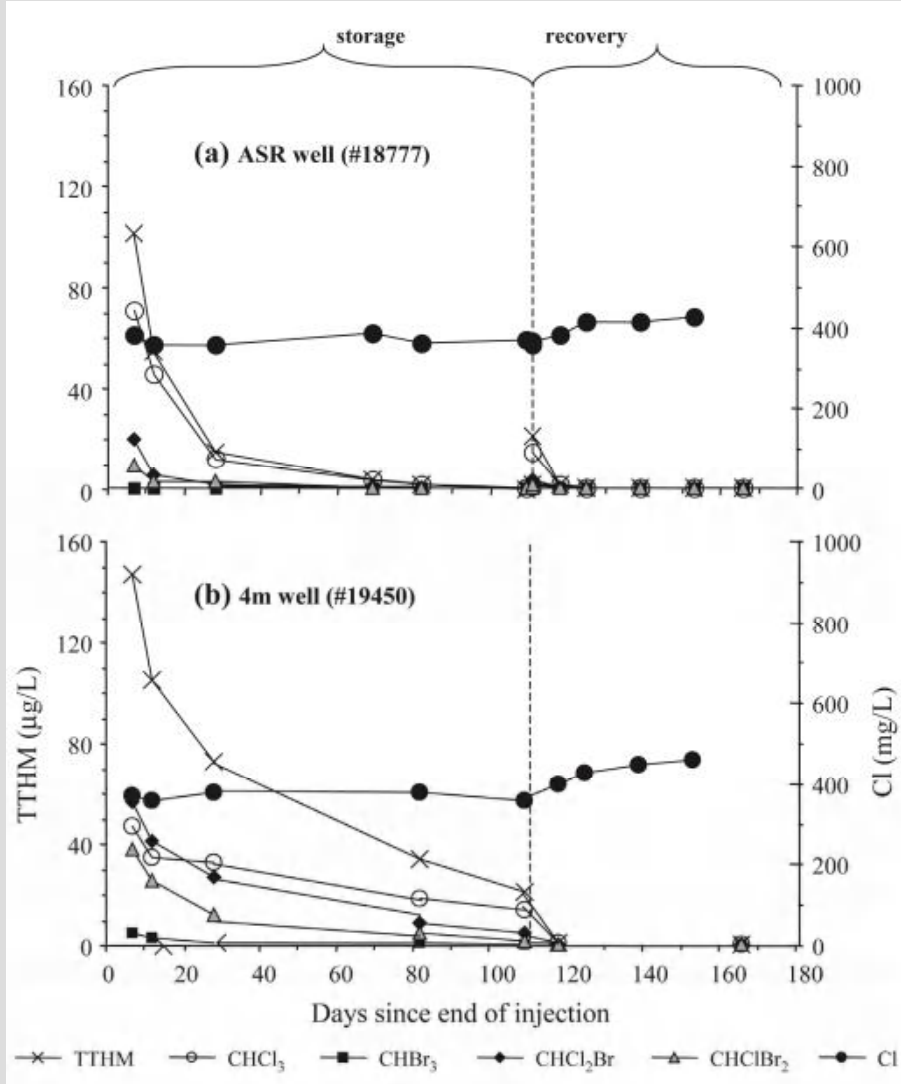 storage recovery
160 1000
(a) ASR well (#18777)
120 800
600
80
400
40
200
0 0
160 1000
(b) 4m well (#19450)
120 800
600
80
400
40
200
0 0
TTHM (µg/L)
Cl (mg/L)
0 20 40 60 80 100 120 140 160 180
Days since end of injection
TTHM CHCl₃ CHBr₃ CHCl₂Br CHClBr₂ Cl